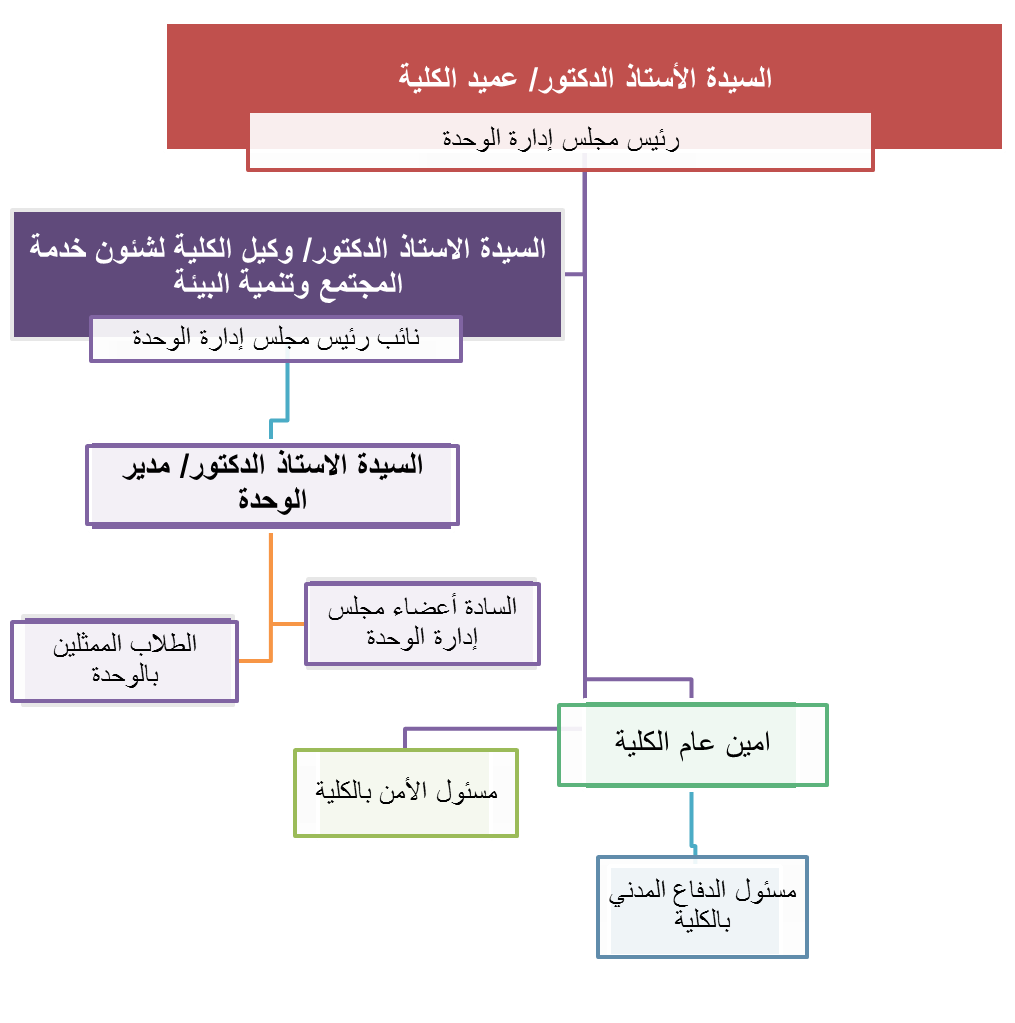 السيدة الأستاذ الدكتور/ عميد الكلية
رئيس مجلس إدارة الوحدة
السيدة الاستاذ الدكتور/ وكيل الكلية لشئون خدمة
المجتمع وتنمية البيئة
نائب رئيس مجلس إدارة الوحدة
السيدة الاستاذ الدكتور/ مدير
الوحدة
السادة أعضاء مجلس
إدارة الوحدة
الطلاب الممثلين
بالوحدة
امين عام الكلية
مسئول الأمن بالكلية
مسئول الدفاع المدني
بالكلية